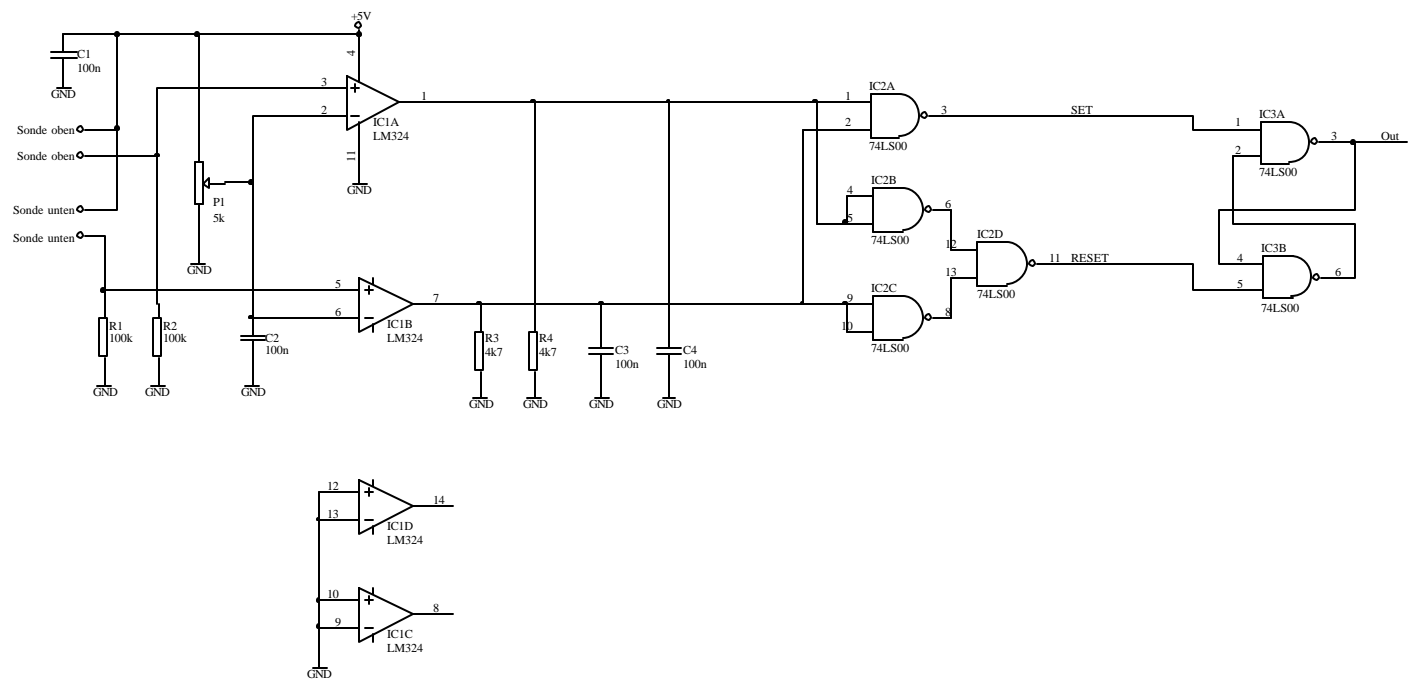 +5V
C1
100n
GND
4
3
2
1
IC1A
LM324
11
GND
Sonde oben
Sonde oben
Sonde unten
Sonde unten
P1
5k
GND
5
6
7
IC1B
LM324
R1
100k
GND
R2
100k
GND
C2
100n
GND
R3
4k7
GND
R4
4k7
GND
C3
100n
GND
C4
100n
GND
IC2A
1
2
3
74LS00
SET
IC2B
4
5
6
74LS00
IC2C
9
10
8
74LS00
IC2D
12
13
11
74LS00
RESET
IC3A
1
2
3
74LS00
Out
IC3B
4
5
6
74LS00
12
13
14
IC1D
LM324
10
9
8
IC1C
LM324
GND